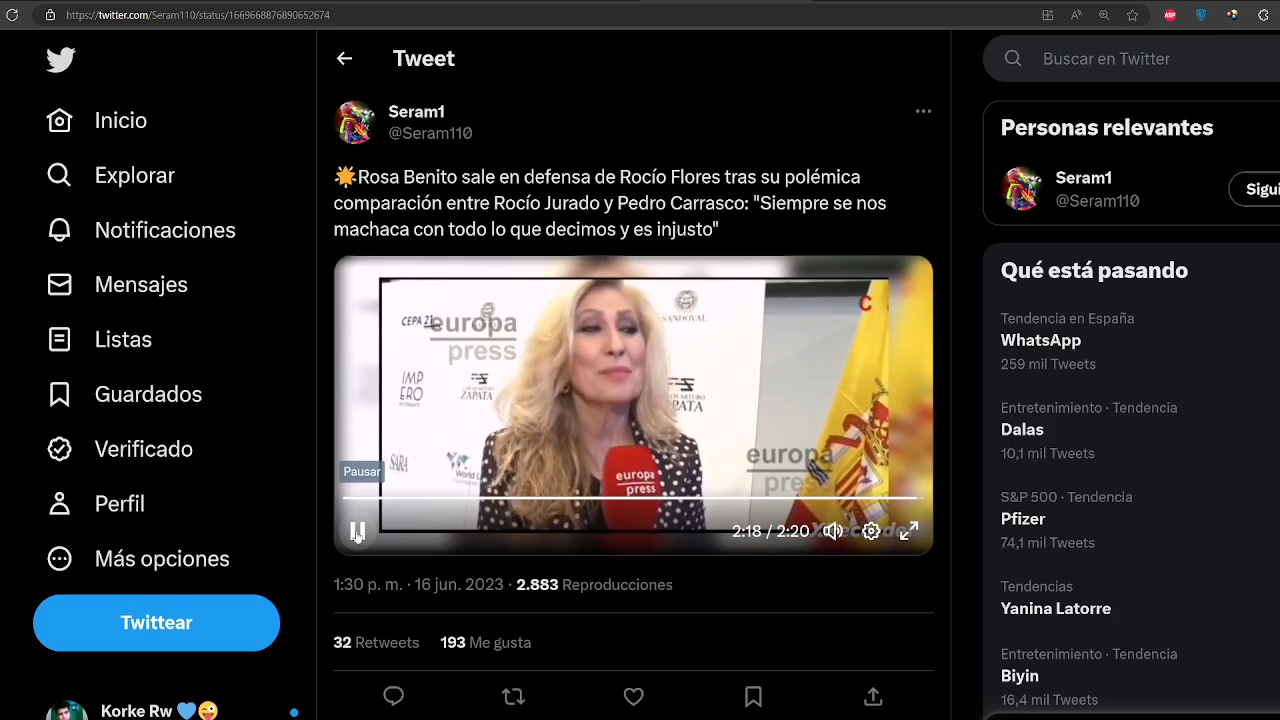 https://twitter.com/Seram110/status/1669668876890652674
Inicio
Explorar
Notificaciones
Mensajes
Listas
Guardados
Verificado
Perfil
Más opciones
Twittear
Korke Rw
Tweet
Seram1
@Seram110
Rosa Benito sale en defensa de Rocío Flores tras su polémica
comparación entre Rocío Jurado y Pedro Carrasco: "Siempre se nos
machaca con todo lo que decimos y es injusto"
CEPA 21
europa
press
SANDOVAL
C
IMP
ERO
ZAPATA
ZAPATA
SARA
europa
press
europa
press
Pausar
2:18 / 2:20
1:30 p. m. · 16 jun. 2023 · 2.883 Reproducciones
32 Retweets 193 Me gusta
Buscar en Twitter
Personas relevantes
Seram1
@Seram110
Sigui
Qué está pasando
Tendencia en España
WhatsApp
259 mil Tweets
Entretenimiento · Tendencia
Dalas
10,1 mil Tweets
S&P 500 · Tendencia
Pfizer
74,1 mil Tweets
Tendencias
Yanina Latorre
Entretenimiento · Tendencia
Biyin
16,4 mil Tweets